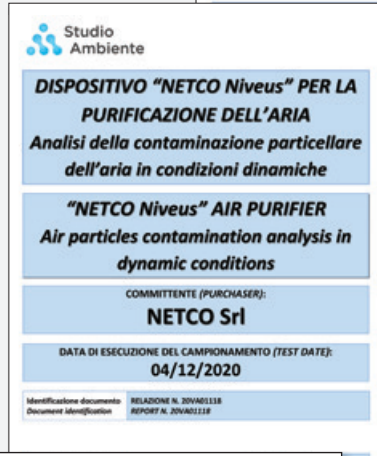 Studio
Ambiente
DISPOSITIVO “NETCO Niveus” PER LA
PURIFICAZIONE DELL’ARIA
Analisi della contaminazione particellare
dell’aria in condizioni dinamiche
“NETCO Niveus” AIR PURIFIER
Air particles contamination analysis in
dynamic conditions
COMMITTENTE (PURCHASER):
NETCO Srl
DATA DI ESECUZIONE DEL CAMPIONAMENTO (TEST DATE):
04/12/2020
Identificazione documento RELAZIONE N. 20VA01118
Document identification REPORT N. 20VA01118